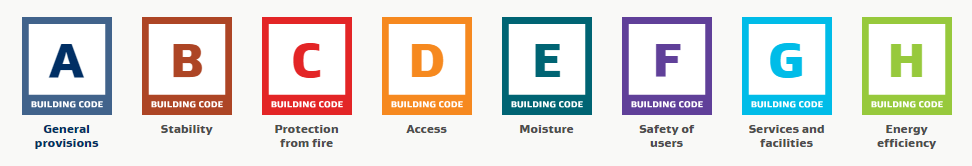 A
BUILDING CODE
General
provisions
B
BUILDING CODE
Stability
C
BUILDING CODE
Protection
from fire
D
BUILDING CODE
Access
E
BUILDING CODE
Moisture
F
BUILDING CODE
Safety of
users
G
BUILDING CODE
Services and
facilities
H
BUILDING CODE
Energy
efficiency